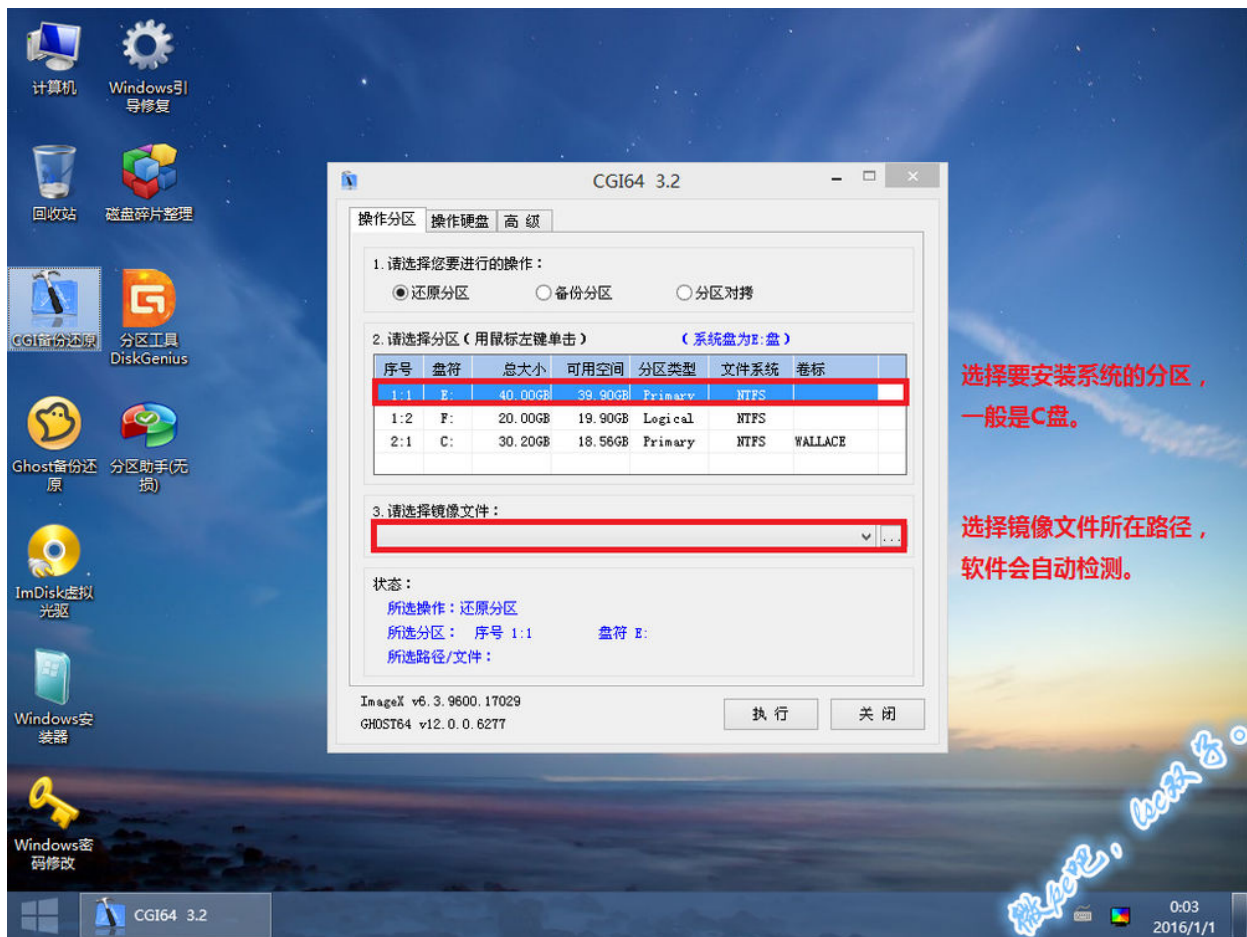 计算机
Windows引
导修复
回收站
磁盘碎片整理
CGI备份还原
分区工具
DiskGenius
Ghost备份还
原
分区助手(无
损)
ImDisk虚拟
光驱
Windows安
装器
Windows密
码修改
CGI64 3.2
操作分区 操作硬盘 高 级
1.请选择您要进行的操作：
还原分区 备份分区 分区对拷
2.请选择分区(用鼠标左键单击) (系统盘为E:盘)
序号 盘符 总大小 可用空间 分区类型 文件系统 卷标
1:1 E: 40.00GB 39.90GB Primary NTFS
1:2 F: 20.00GB 19.90GB Logical NTFS
2:1 C: 30.20GB 18.56GB Primary NTFS WALLACE
3.请选择镜像文件：
...
状态：
所选操作：还原分区
所选分区： 序号 1:1 盘符 E:
所选路径/文件：
ImageX v6.3.9600.17029
GHOST64 v12.0.0.6277
执 行 关 闭
选择要安装系统的分区，
一般是C盘。
选择镜像文件所在路径，
软件会自动检测。
CGI64 3.2
0:03
2016/1/1